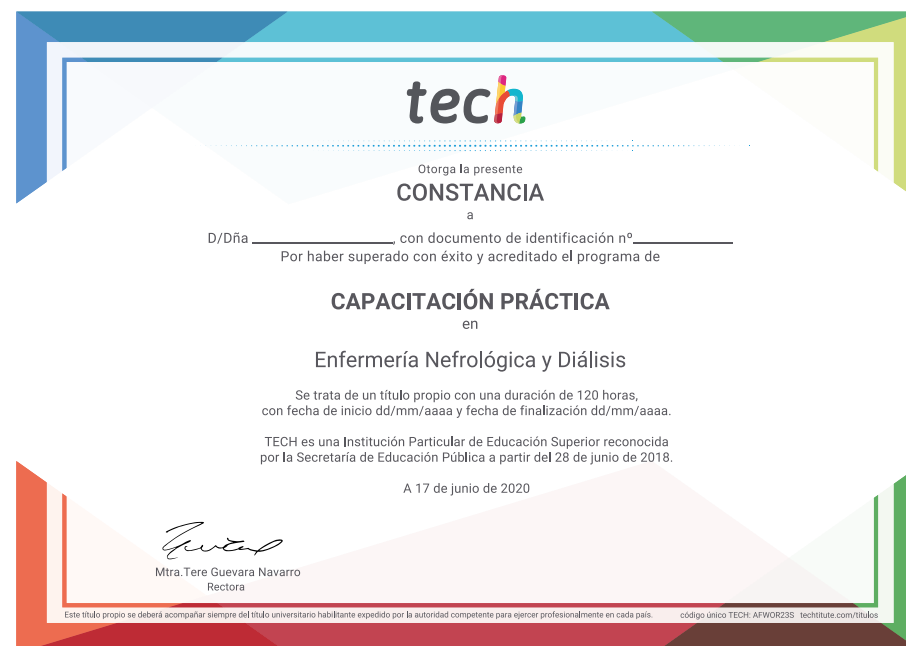 tech
Otorga la presente
CONSTANCIA
a
D/Dña ____________________, con documento de identificación nº______________
Por haber superado con éxito y acreditado el programa de
CAPACITACIÓN PRÁCTICA
en
Enfermería Nefrológica y Diálisis
Se trata de un título propio con una duración de 120 horas,
con fecha de inicio dd/mm/aaaa y fecha de finalización dd/mm/aaaa.
TECH es una Institución Particular de Educación Superior reconocida
por la Secretaría de Educación Pública a partir del 28 de junio de 2018.
A 17 de junio de 2020
Mtra.Tere Guevara Navarro
Rectora
Este título propio se deberá acompañar siempre del título universitario habilitante expedido por la autoridad competente para ejercer profesionalmente en cada país. código único TECH: AFWOR23S techtitute.com/titulos